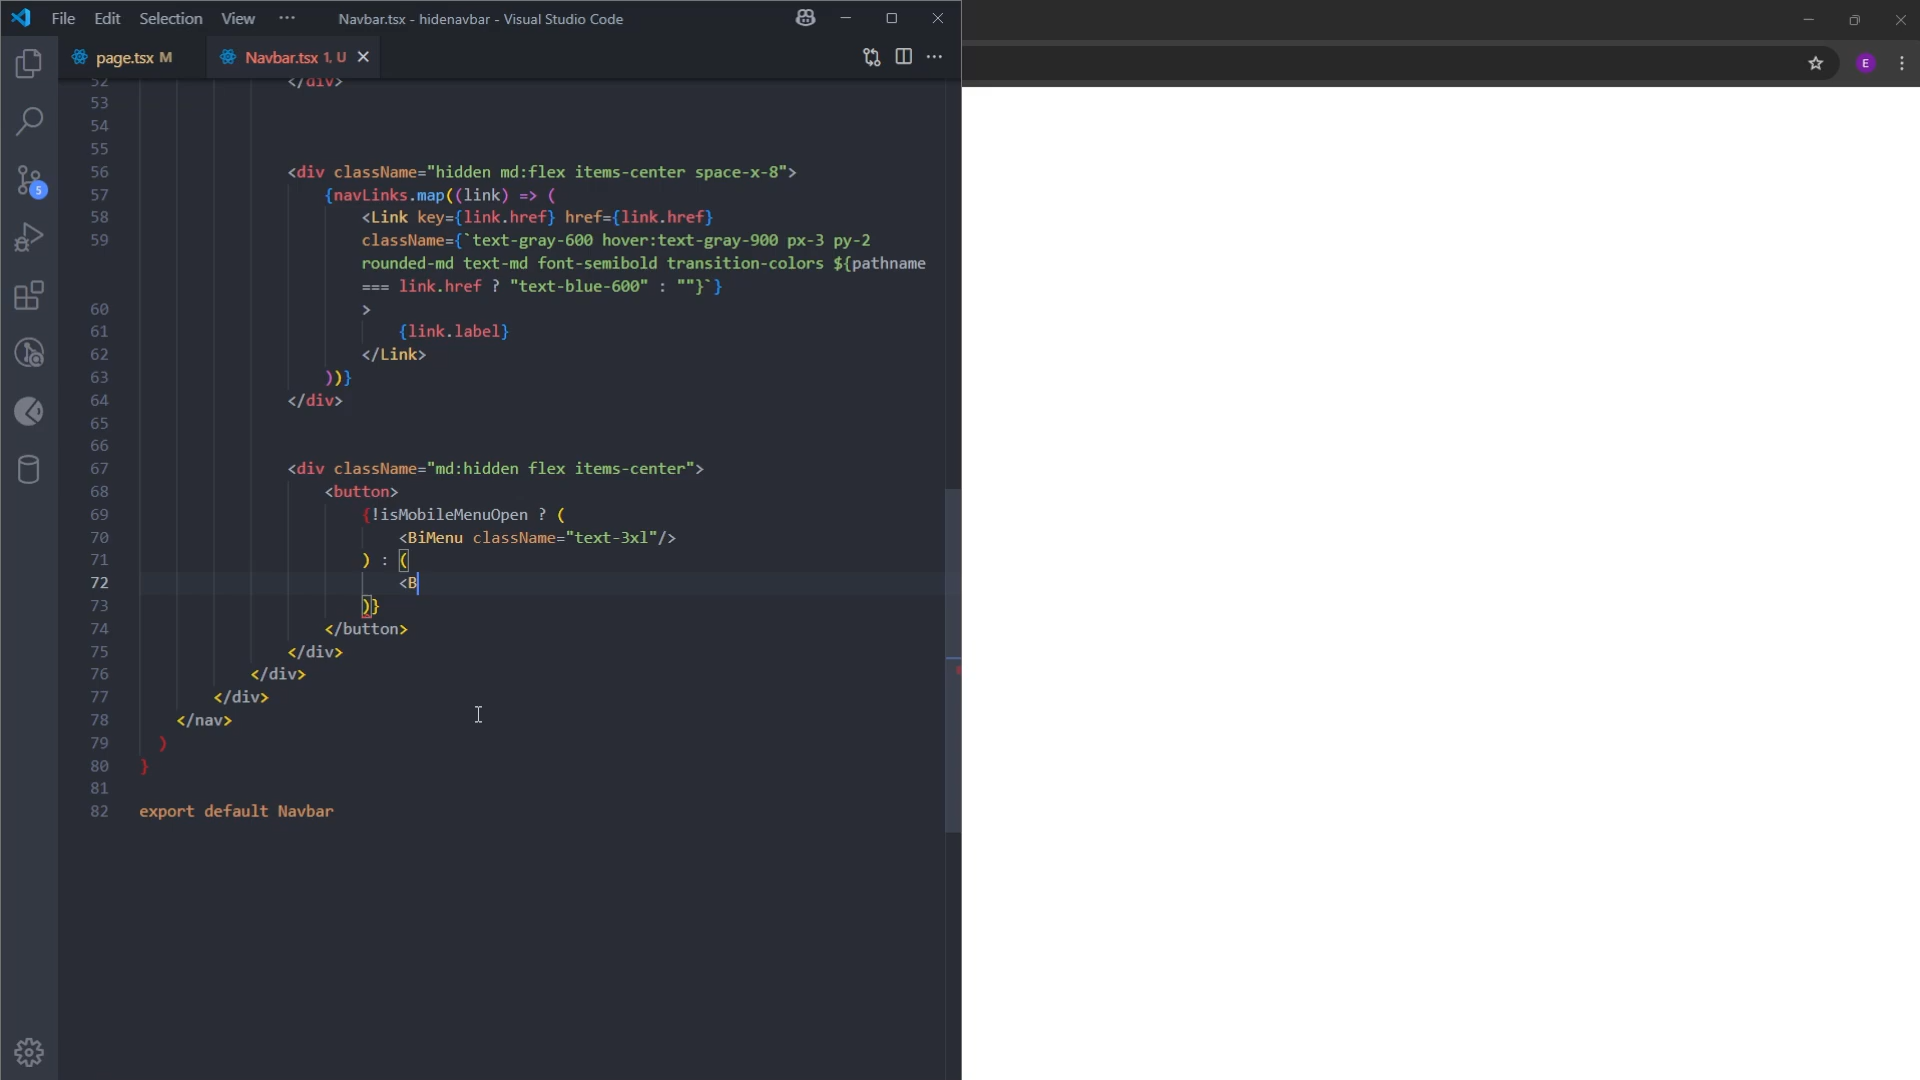 File Edit Selection View ··· Navbar.tsx - hidenavbar - Visual Studio Code
page.tsx M Navbar.tsx 1, U
E
5
52 </div>
53
54
55
56 <div className="hidden md:flex items-center space-x-8">
57 {navLinks.map((link) => (
58 <Link key={link.href} href={link.href}
59 className={`text-gray-600 hover:text-gray-900 px-3 py-2
rounded-md text-md font-semibold transition-colors ${pathname
=== link.href ? "text-blue-600" : ""}`}
60 >
61 {link.label}
62 </Link>
63 ))}
64 </div>
65
66
67 <div className="md:hidden flex items-center">
68 <button>
69 {!isMobileMenuOpen ? (
70 <BiMenu className="text-3xl"/>
71 ) : (
72 <B
73 )}
74 </button>
75 </div>
76 </div>
77 </div>
78 </nav>
79 )
80 }
81
82 export default Navbar